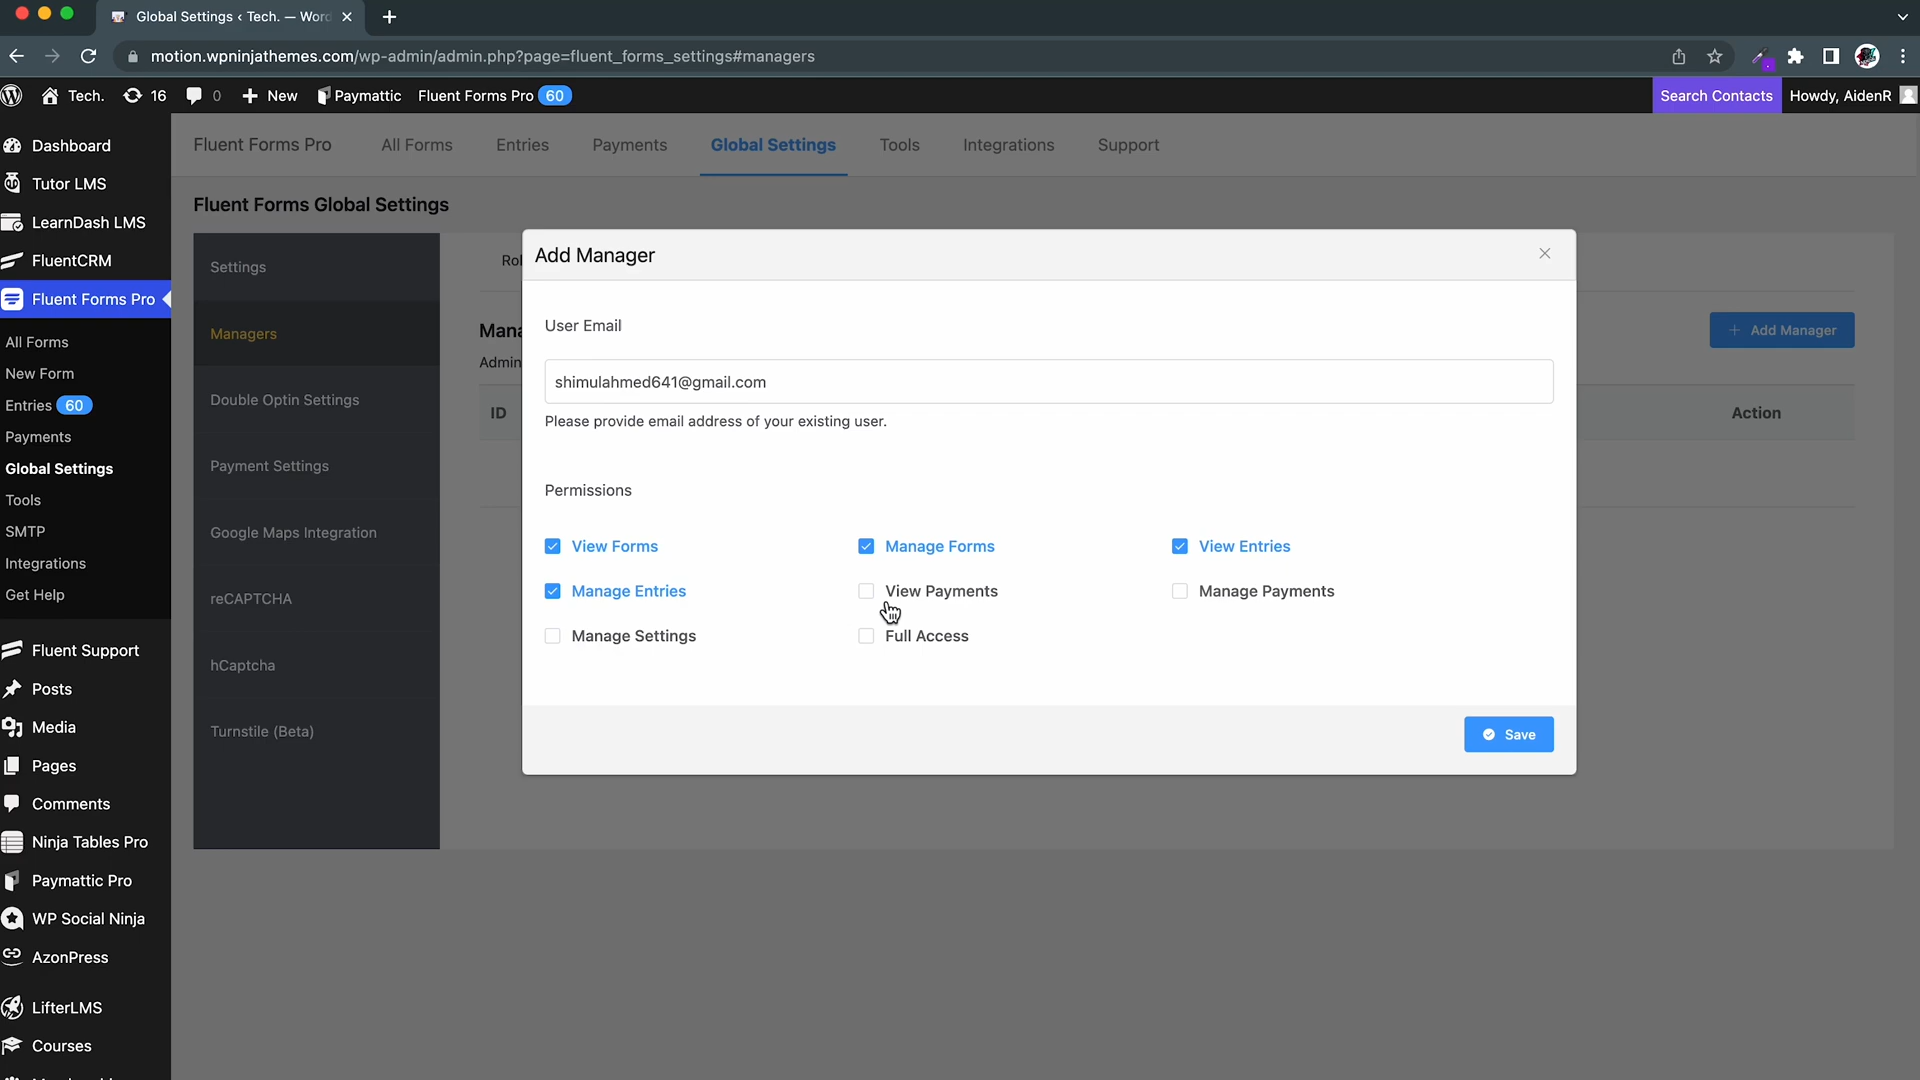 Global Settings ‹ Tech. — Word
motion.wpninjathemes.com/wp-admin/admin.php?page=fluent_forms_settings#managers
Tech.
16
0
New
Paymattic
Fluent Forms Pro 60
Search Contacts
Howdy, AidenR
Dashboard
Tutor LMS
LearnDash LMS
FluentCRM
Fluent Forms Pro
All Forms
New Form
Entries 60
Payments
Global Settings
Tools
SMTP
Integrations
Get Help
Fluent Support
Posts
Media
Pages
Comments
Ninja Tables Pro
Paymattic Pro
WP Social Ninja
AzonPress
LifterLMS
Courses
Fluent Forms Pro
All Forms
Entries
Payments
Global Settings
Tools
Integrations
Support
Fluent Forms Global Settings
Settings
Managers
Double Optin Settings
Payment Settings
Google Maps Integration
reCAPTCHA
hCaptcha
Turnstile (Beta)
Rol
Mana
Admin
ID
Add Manager
Action
Add Manager
User Email
shimulahmed641@gmail.com
Please provide email address of your existing user.
Permissions
View Forms
Manage Forms
View Entries
Manage Entries
View Payments
Manage Payments
Manage Settings
Full Access
Save